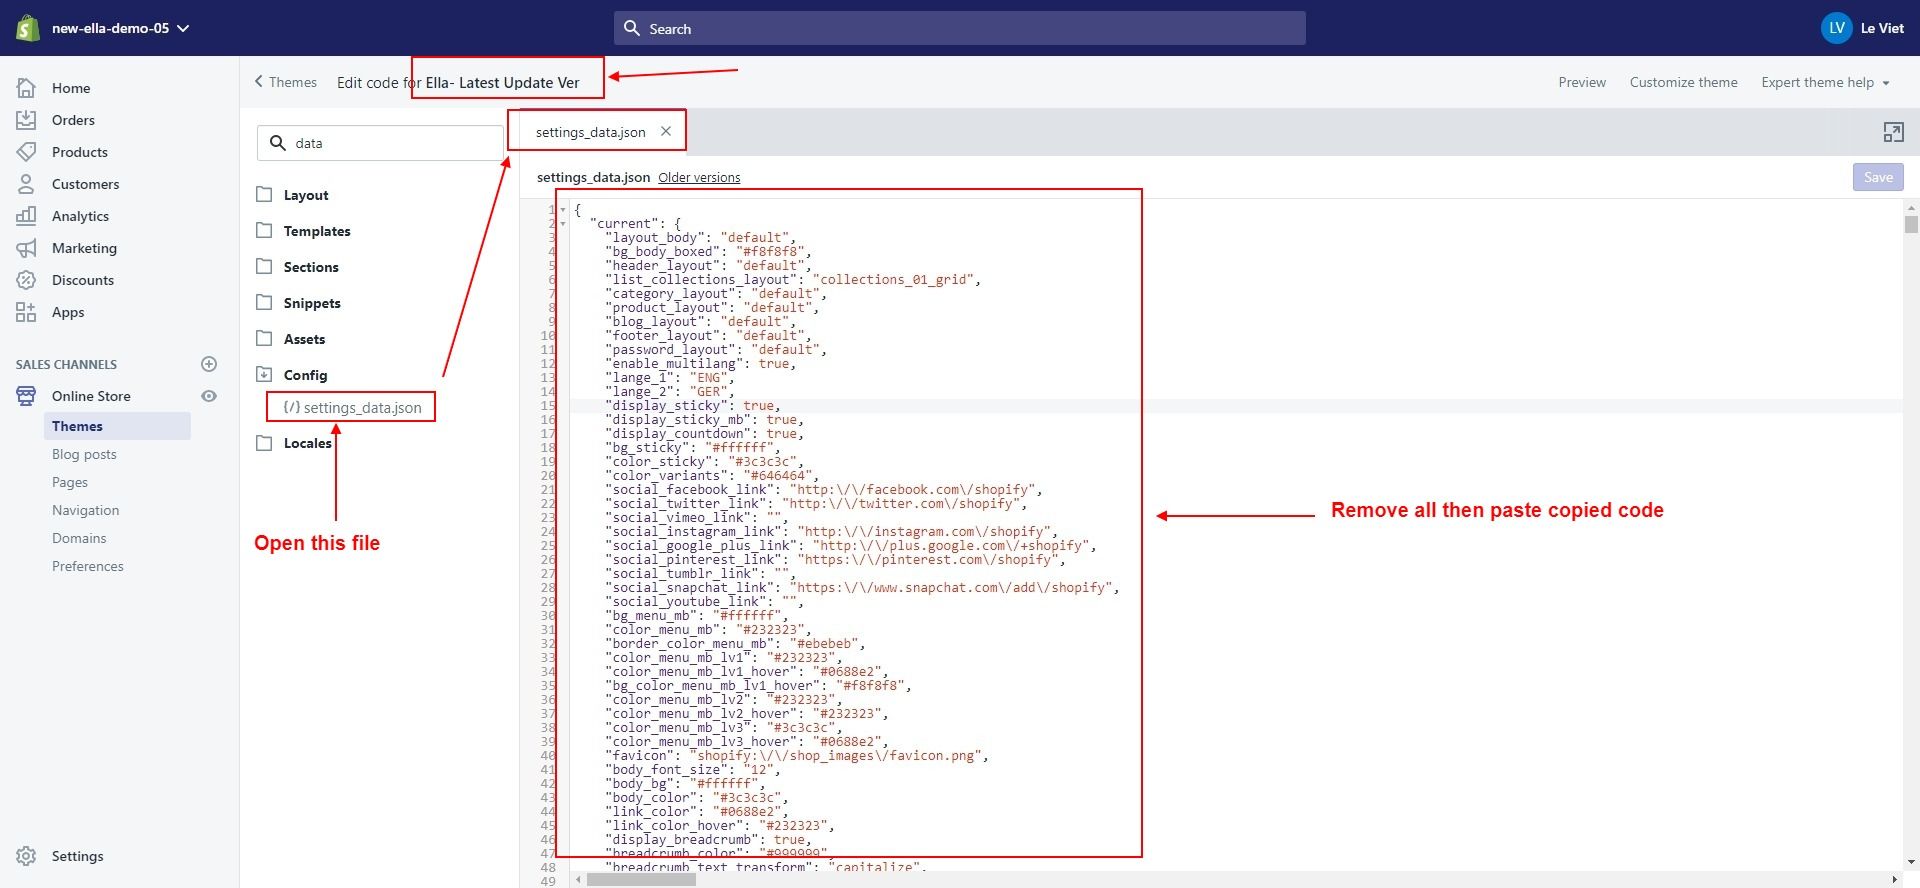 new-ella-demo-05
Search
LV
Le Viet
Home
Orders
Products
Customers
Analytics
Marketing
Discounts
Apps
SALES CHANNELS
Online Store
Themes
Blog posts
Pages
Navigation
Domains
Preferences
Settings
Themes
Edit code for Ella- Latest Update Ver
Preview
Customize theme
Expert theme help
data
Layout
Templates
Sections
Snippets
Assets
Config
{/} settings_data.json
Locales
Open this file
settings_data.json
settings_data.json Older versions
Save
1 {
2 "current": {
3 "layout_body": "default",
4 "bg_body_boxed": "#f8f8f8",
5 "header_layout": "default",
6 "list_collections_layout": "collections_01_grid",
7 "category_layout": "default",
8 "product_layout": "default",
9 "blog_layout": "default",
10 "footer_layout": "default",
11 "password_layout": "default",
12 "enable_multilang": true,
13 "lange_1": "ENG",
14 "lange_2": "GER",
15 "display_sticky": true,
16 "display_sticky_mb": true,
17 "display_countdown": true,
18 "bg_sticky": "#ffffff",
19 "color_sticky": "#3c3c3c",
20 "color_variants": "#646464",
21 "social_facebook_link": "http:\/\/facebook.com\/shopify",
22 "social_twitter_link": "http:\/\/twitter.com\/shopify",
23 "social_vimeo_link": "",
24 "social_instagram_link": "http:\/\/instagram.com\/shopify",
25 "social_google_plus_link": "http:\/\/plus.google.com\/+shopify",
26 "social_pinterest_link": "https:\/\/pinterest.com\/shopify",
27 "social_tumblr_link": "",
28 "social_snapchat_link": "https:\/\/www.snapchat.com\/add\/shopify",
29 "social_youtube_link": "",
30 "bg_menu_mb": "#ffffff",
31 "color_menu_mb": "#232323",
32 "border_color_menu_mb": "#ebebeb",
33 "color_menu_mb_lv1": "#232323",
34 "color_menu_mb_lv1_hover": "#0688e2",
35 "bg_color_menu_mb_lv1_hover": "#f8f8f8",
36 "color_menu_mb_lv2": "#232323",
37 "color_menu_mb_lv2_hover": "#232323",
38 "color_menu_mb_lv3": "#3c3c3c",
39 "color_menu_mb_lv3_hover": "#0688e2",
40 "favicon": "shopify:\/\/shop_images\/favicon.png",
41 "body_font_size": "12",
42 "body_bg": "#ffffff",
43 "body_color": "#3c3c3c",
44 "link_color": "#0688e2",
45 "link_color_hover": "#232323",
46 "display_breadcrumb": true,
47 "breadcrumb_color": "#999999",
48 "breadcrumb_text_transform": "capitalize",
49
Remove all then paste copied code